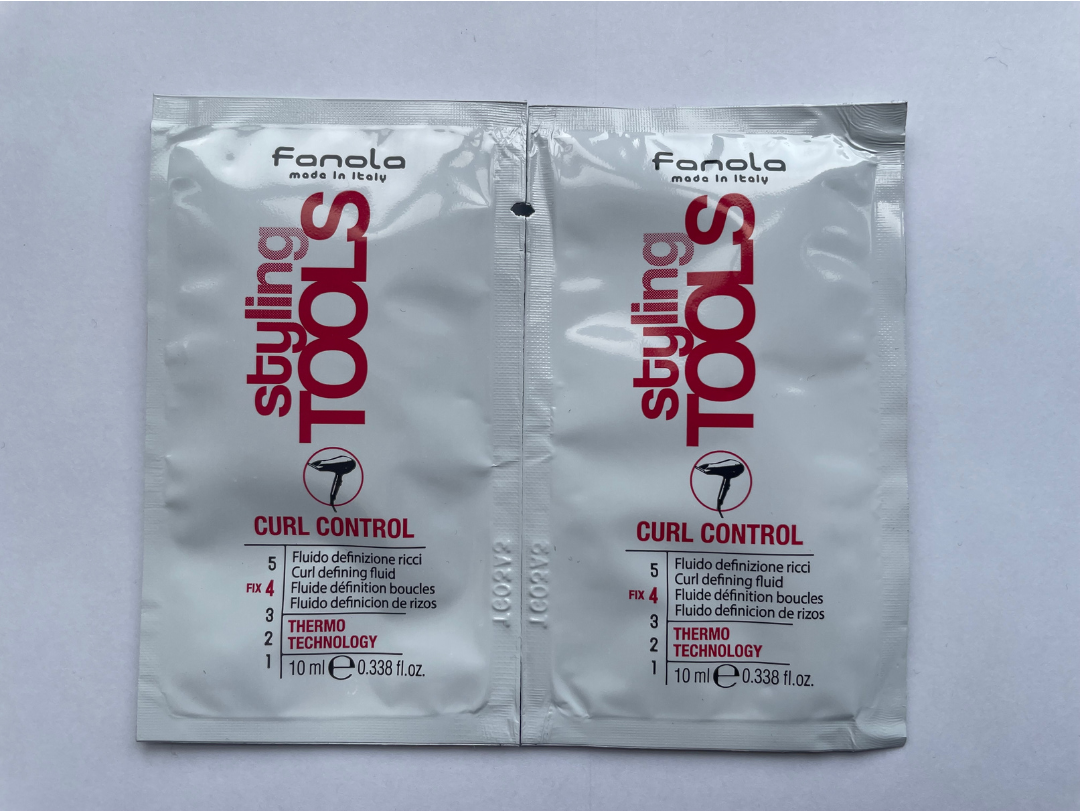 Fanola
made in Italy
styling
TOOLS
CURL CONTROL
5
FIX 4
3
2
1
Fluido definizione ricci
Curl defining fluid
Fluide définition boucles
Fluido definicion de rizos
THERMO
TECHNOLOGY
10 ml ℮ 0.338 fl.oz.
Fanola
made in Italy
styling
TOOLS
CURL CONTROL
5
FIX 4
3
2
1
Fluido definizione ricci
Curl defining fluid
Fluide définition boucles
Fluido definicion de rizos
THERMO
TECHNOLOGY
10 ml ℮ 0.338 fl.oz.